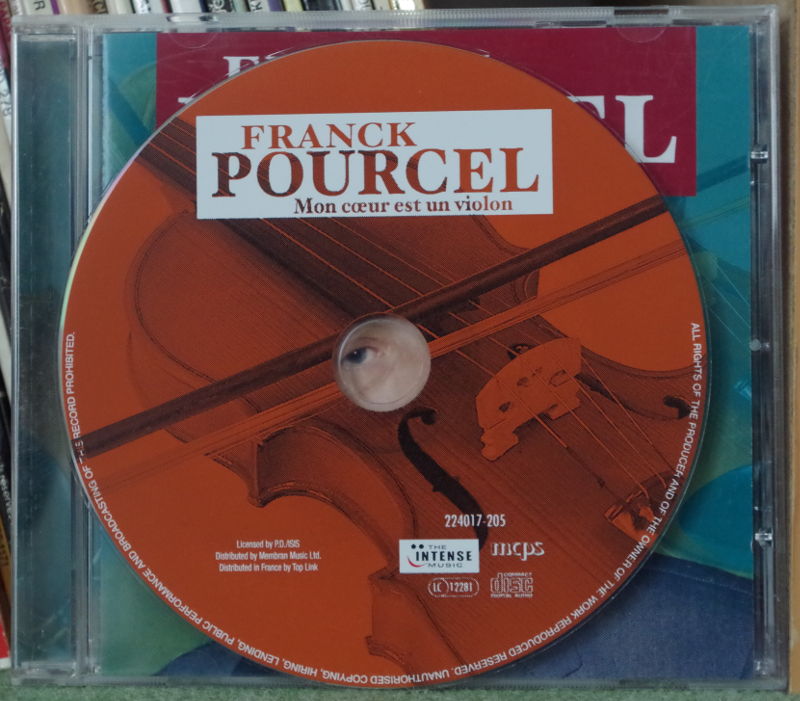 FRANCK
POURCEL
Mon cœur est un violon
EL
224017-205
Licensed by P.D./ISIS
Distributed by Membran Music Ltd.
Distributed in France by Top Link
THE
INTENSE
MUSIC
mcps
LC 12281
COMPACT
disc
DIGITAL AUDIO
ALL RIGHTS OF THE PRODUCER AND OF THE OWNER OF THE WORK REPRODUCED RESERVED. UNAUTHORISED COPYING, HIRING, LENDING, PUBLIC PERFORMANCE AND BROADCASTING OF THIS RECORD PROHIBITED.